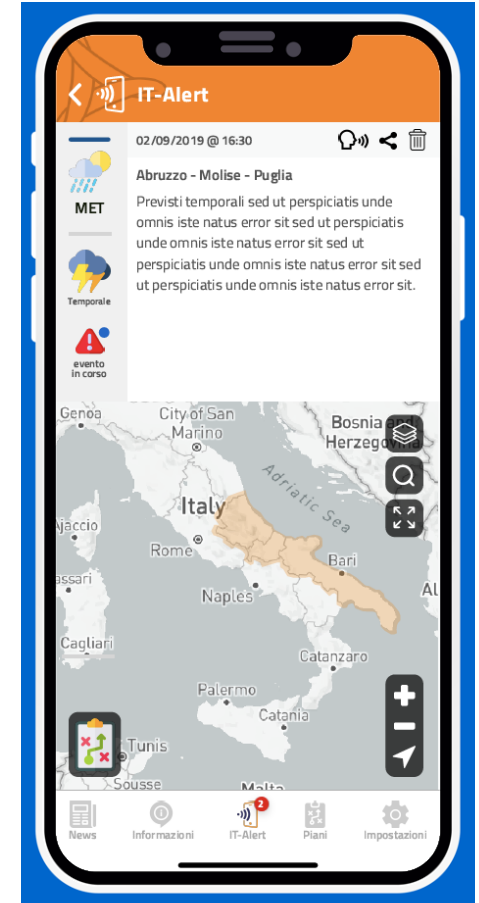 IT-Alert
02/09/2019 @ 16:30
MET
Abruzzo - Molise - Puglia
Previsti temporali sed ut perspiciatis unde
omnis iste natus error sit sed ut perspiciatis
unde omnis iste natus error sit sed ut
perspiciatis unde omnis iste natus error sit sed
ut perspiciatis unde omnis iste natus error sit.
Temporale
evento
in corso
Genoa
City of San
Marino
Bosnia and
Herzegov
Adriatic Sea
Italy
Ajaccio
Rome
Bari
assari
Naples
Al
Cagliari
Catanzaro
Palermo
Catania
Tunis
Sousse
Malta
2
News
Informazioni
IT-Alert
Piani
Impostazioni